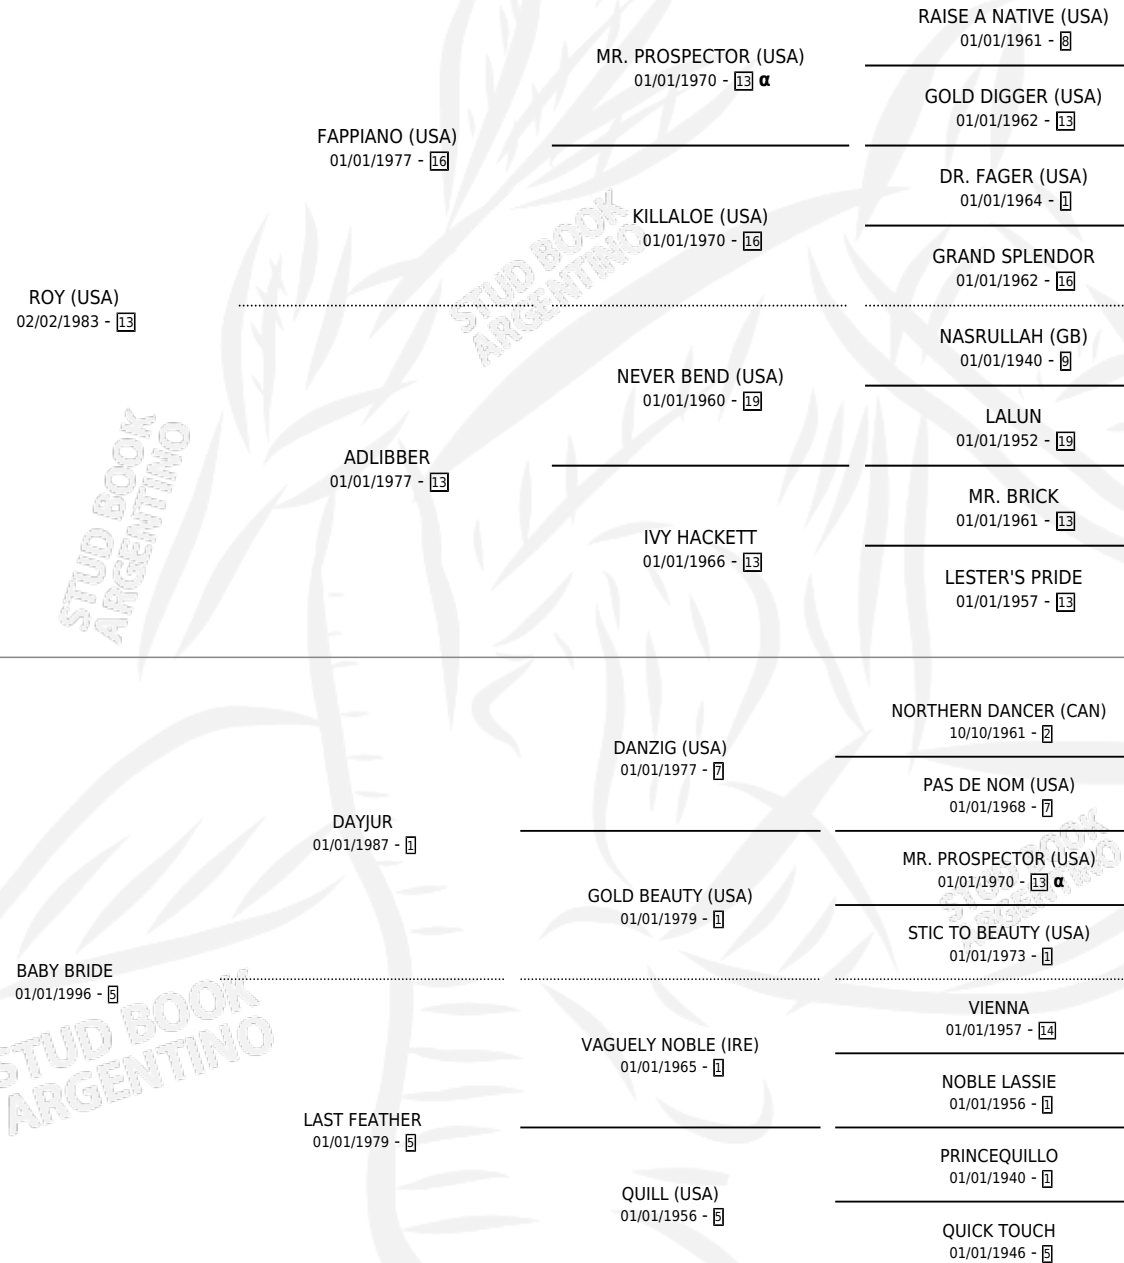 RAISE A NATIVE (USA)
01/01/1961 - 8
MR. PROSPECTOR (USA)
01/01/1970 - 13 α
GOLD DIGGER (USA)
01/01/1962 - 13
FAPPIANO (USA)
01/01/1977 - 16
DR. FAGER (USA)
01/01/1964 - 1
KILLALOE (USA)
01/01/1970 - 16
GRAND SPLENDOR
01/01/1962 - 16
ROY (USA)
02/02/1983 - 13
NASRULLAH (GB)
01/01/1940 - 9
NEVER BEND (USA)
01/01/1960 - 19
LALUN
01/01/1952 - 19
ADLIBBER
01/01/1977 - 13
MR. BRICK
01/01/1961 - 13
IVY HACKETT
01/01/1966 - 13
LESTER'S PRIDE
01/01/1957 - 13
NORTHERN DANCER (CAN)
10/10/1961 - 2
DANZIG (USA)
01/01/1977 - 7
PAS DE NOM (USA)
01/01/1968 - 7
DAYJUR
01/01/1987 - 1
MR. PROSPECTOR (USA)
01/01/1970 - 13 α
GOLD BEAUTY (USA)
01/01/1979 - 1
STIC TO BEAUTY (USA)
01/01/1973 - 1
BABY BRIDE
01/01/1996 - 5
VIENNA
01/01/1957 - 14
VAGUELY NOBLE (IRE)
01/01/1965 - 1
NOBLE LASSIE
01/01/1956 - 1
LAST FEATHER
01/01/1979 - 5
PRINCEQUILLO
01/01/1940 - 1
QUILL (USA)
01/01/1956 - 5
QUICK TOUCH
01/01/1946 - 5
STUD BOOK
ARGENTINO
STUD BOOK
ARGENTINO
STUD BOOK
ARGENTINO
STUD BOOK
ARGENTINO